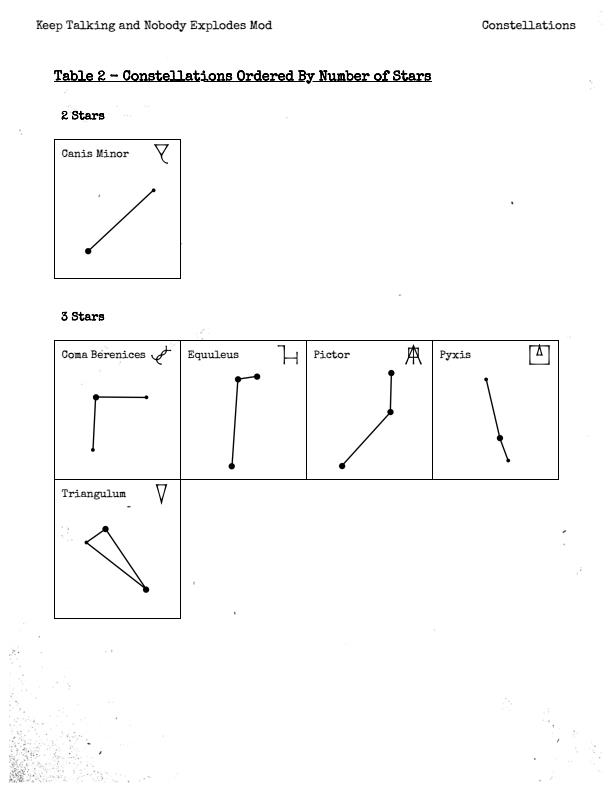 Keep Talking and Nobody Explodes Mod
Constellations
Table 2 - Constellations Ordered By Number of Stars
2 Stars
Canis Minor
3 Stars
Coma Berenices
Equuleus
Pictor
Pyxis
Triangulum